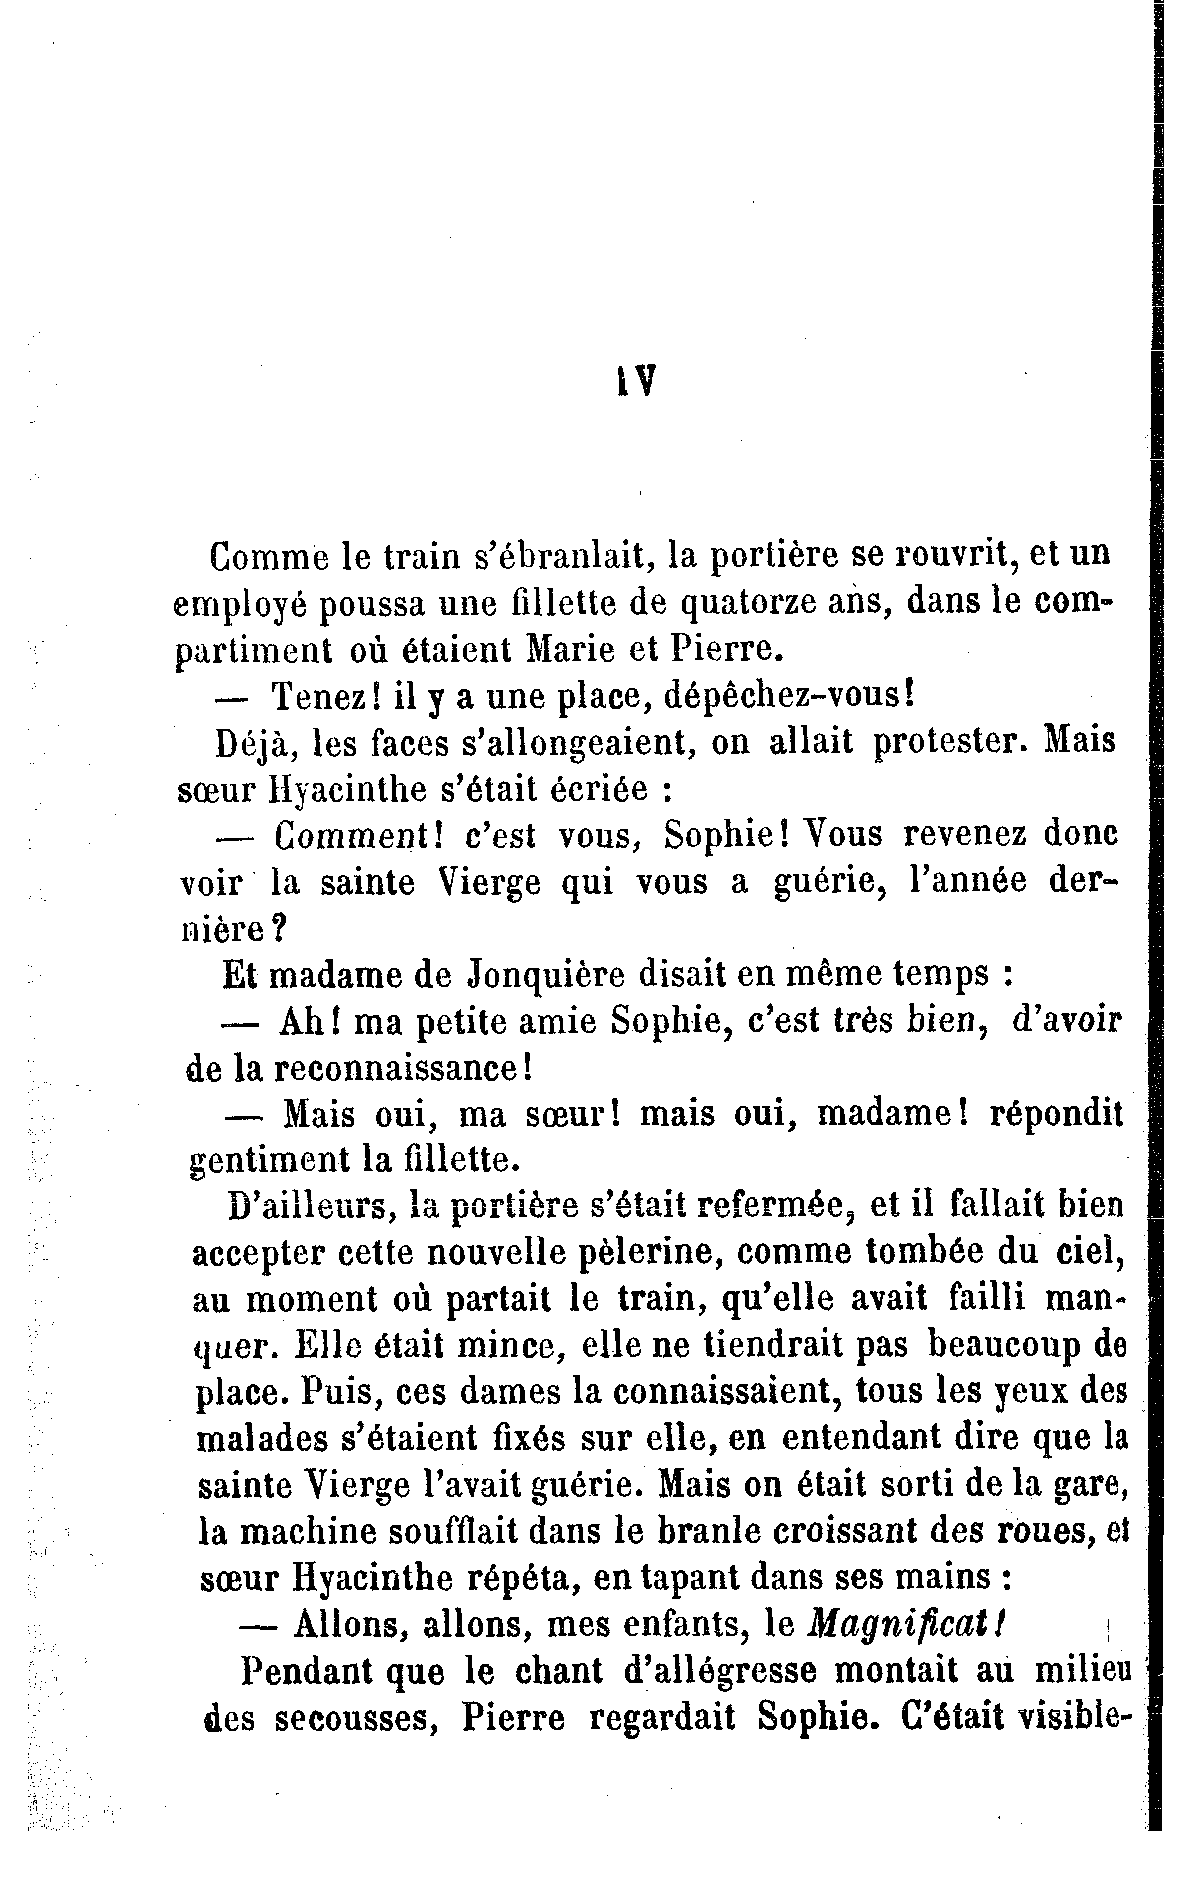 IV
Comme le train s'ébranlait, la portière se rouvrit, et un
employé poussa une fillette de quatorze ans, dans le com-
partiment où étaient Marie et Pierre.
— Tenez! il y a une place, dépêchez-vous!
Déjà, les faces s'allongeaient, on allait protester. Mais
sœur Hyacinthe s'était écriée :
— Comment! c'est vous, Sophie! Vous revenez donc
voir la sainte Vierge qui vous a guérie, l'année der-
nière?
Et madame de Jonquière disait en même temps :
— Ah! ma petite amie Sophie, c'est très bien, d'avoir
de la reconnaissance!
— Mais oui, ma sœur! mais oui, madame! répondit
gentiment la fillette.
D'ailleurs, la portière s'était refermée, et il fallait bien
accepter cette nouvelle pèlerine, comme tombée du ciel,
au moment où partait le train, qu'elle avait failli man-
quer. Elle était mince, elle ne tiendrait pas beaucoup de
place. Puis, ces dames la connaissaient, tous les yeux des
malades s'étaient fixés sur elle, en entendant dire que la
sainte Vierge l'avait guérie. Mais on était sorti de la gare,
la machine soufflait dans le branle croissant des roues, et
sœur Hyacinthe répéta, en tapant dans ses mains :
— Allons, allons, mes enfants, le Magnificat!
Pendant que le chant d'allégresse montait au milieu
des secousses, Pierre regardait Sophie. C'était visible-